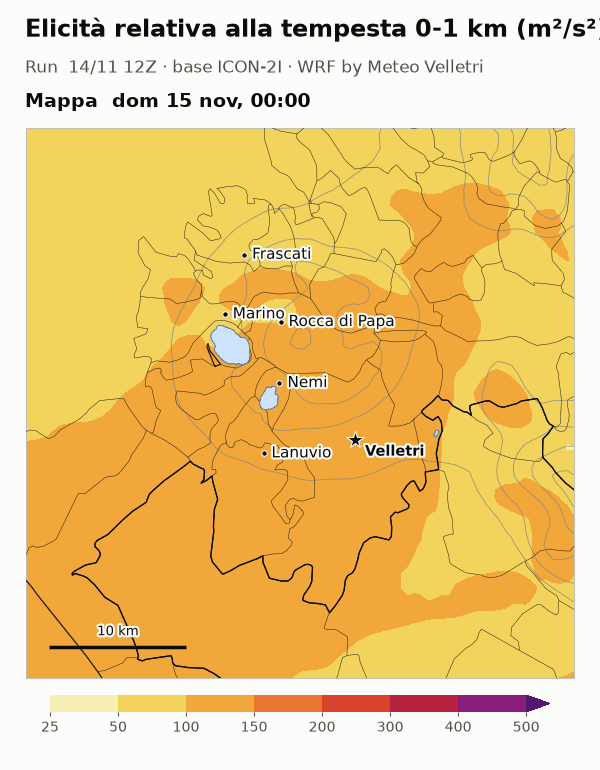 Elicità relativa alla tempesta 0-1 km (m²/s²)
Run 14/11 12Z · base ICON-2I · WRF by Meteo Velletri
Mappa dom 15 nov, 00:00
Frascati
Marino
Rocca di Papa
Nemi
Velletri
Lanuvio
10 km
25 50 100 150 200 300 400 500